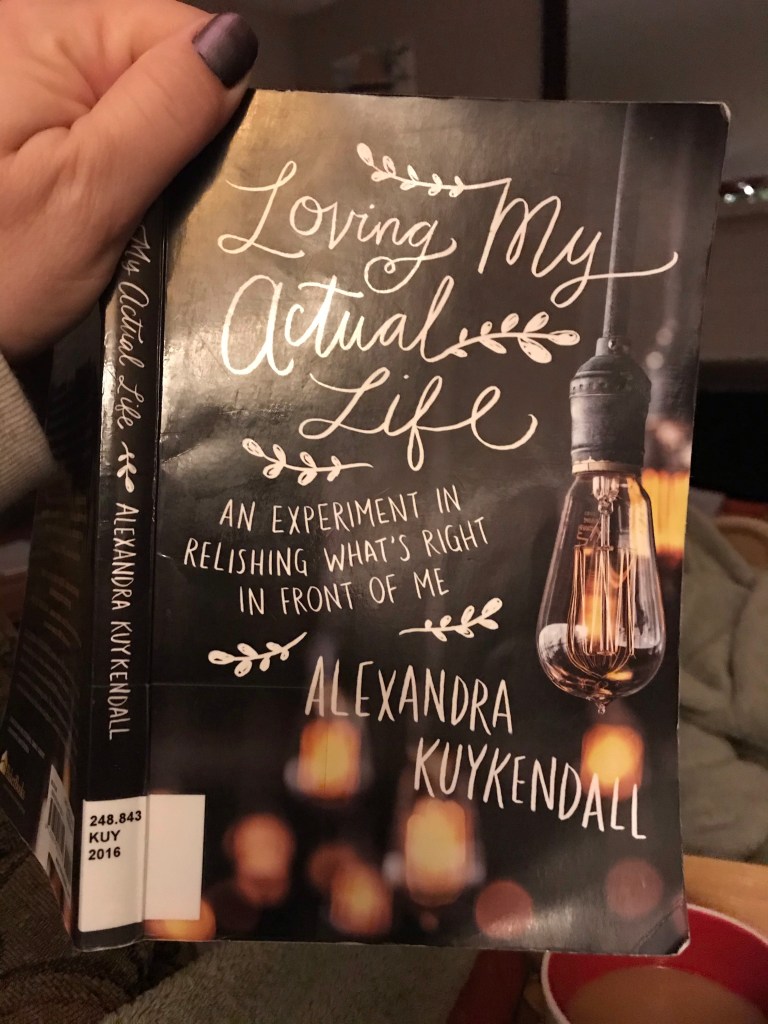 Loving My
Actual
Life
AN EXPERIMENT IN
RELISHING WHAT'S RIGHT
IN FRONT OF ME
ALEXANDRA
KUYKENDALL
My Actual Life ALEXANDRA KUYKENDALL
248.843
KUY
2016